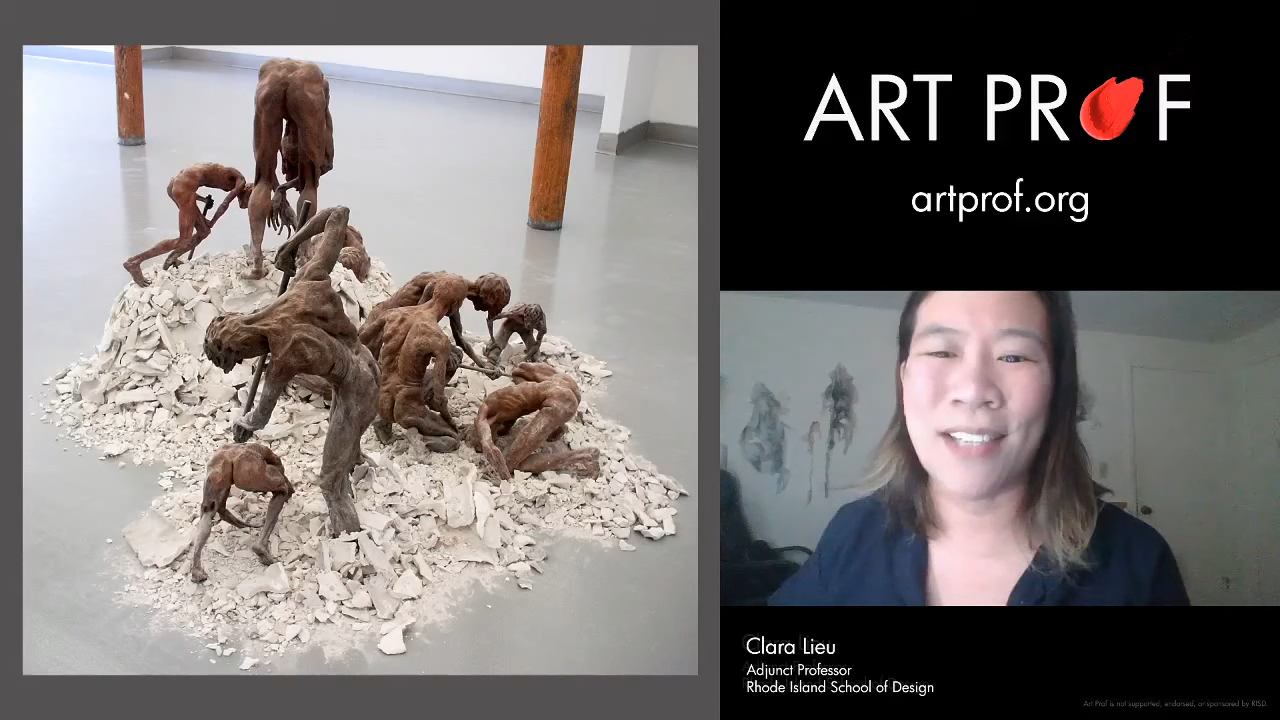 ART PROF
artprof.org
Clara Lieu
Adjunct Professor
Rhode Island School of Design
Art Prof is not supported, endorsed, or sponsored by RISD.